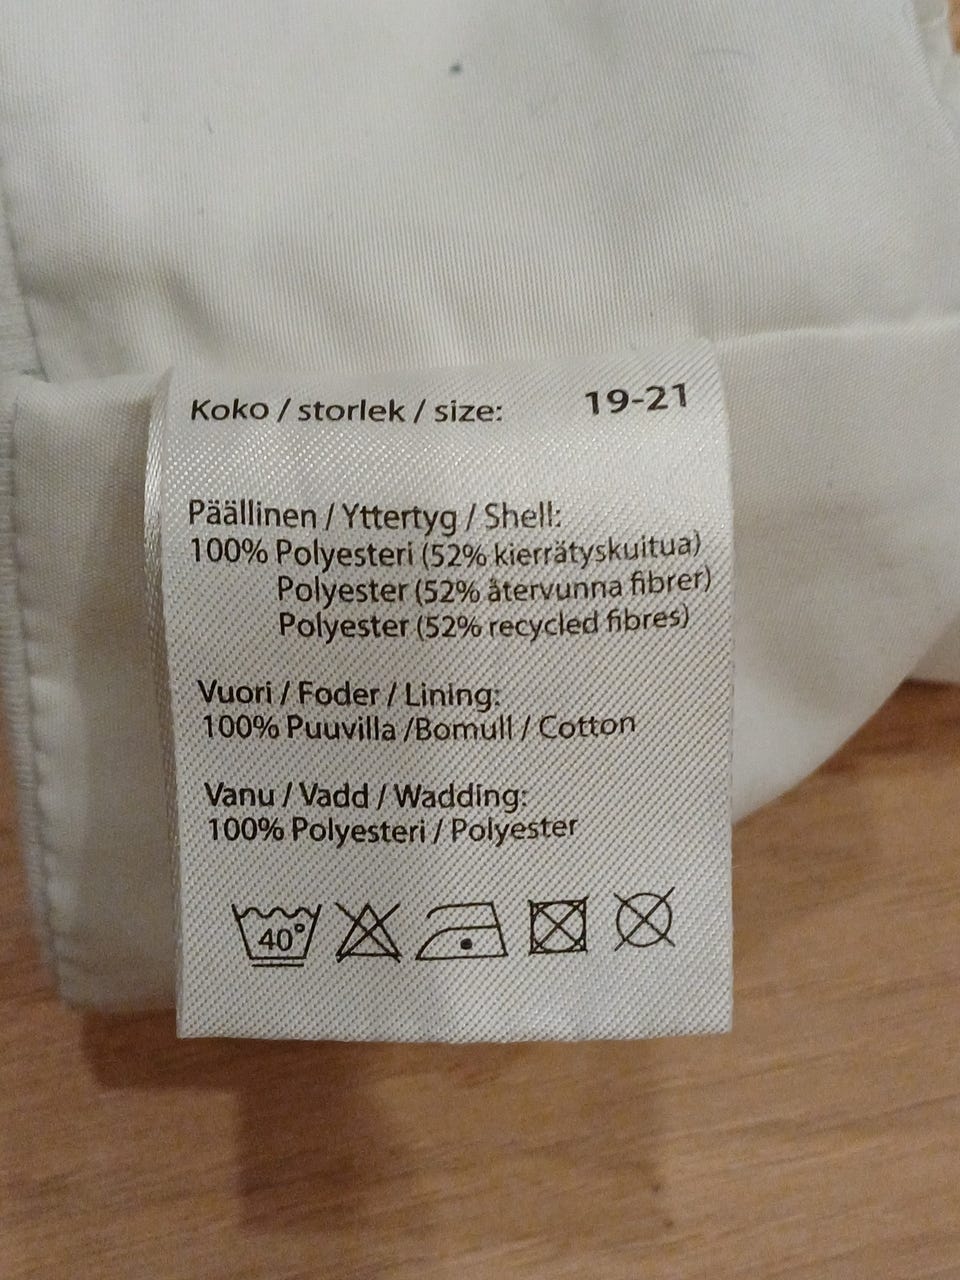 Koko / storlek / size: 19-21
Päällinen / Yttertyg / Shell:
100% Polyesteri (52% kierrätyskuitua)
Polyester (52% återvunna fibrer)
Polyester (52% recycled fibres)
Vuori / Foder / Lining:
100% Puuvilla /Bomull / Cotton
Vanu / Vadd / Wadding:
100% Polyesteri / Polyester
40°